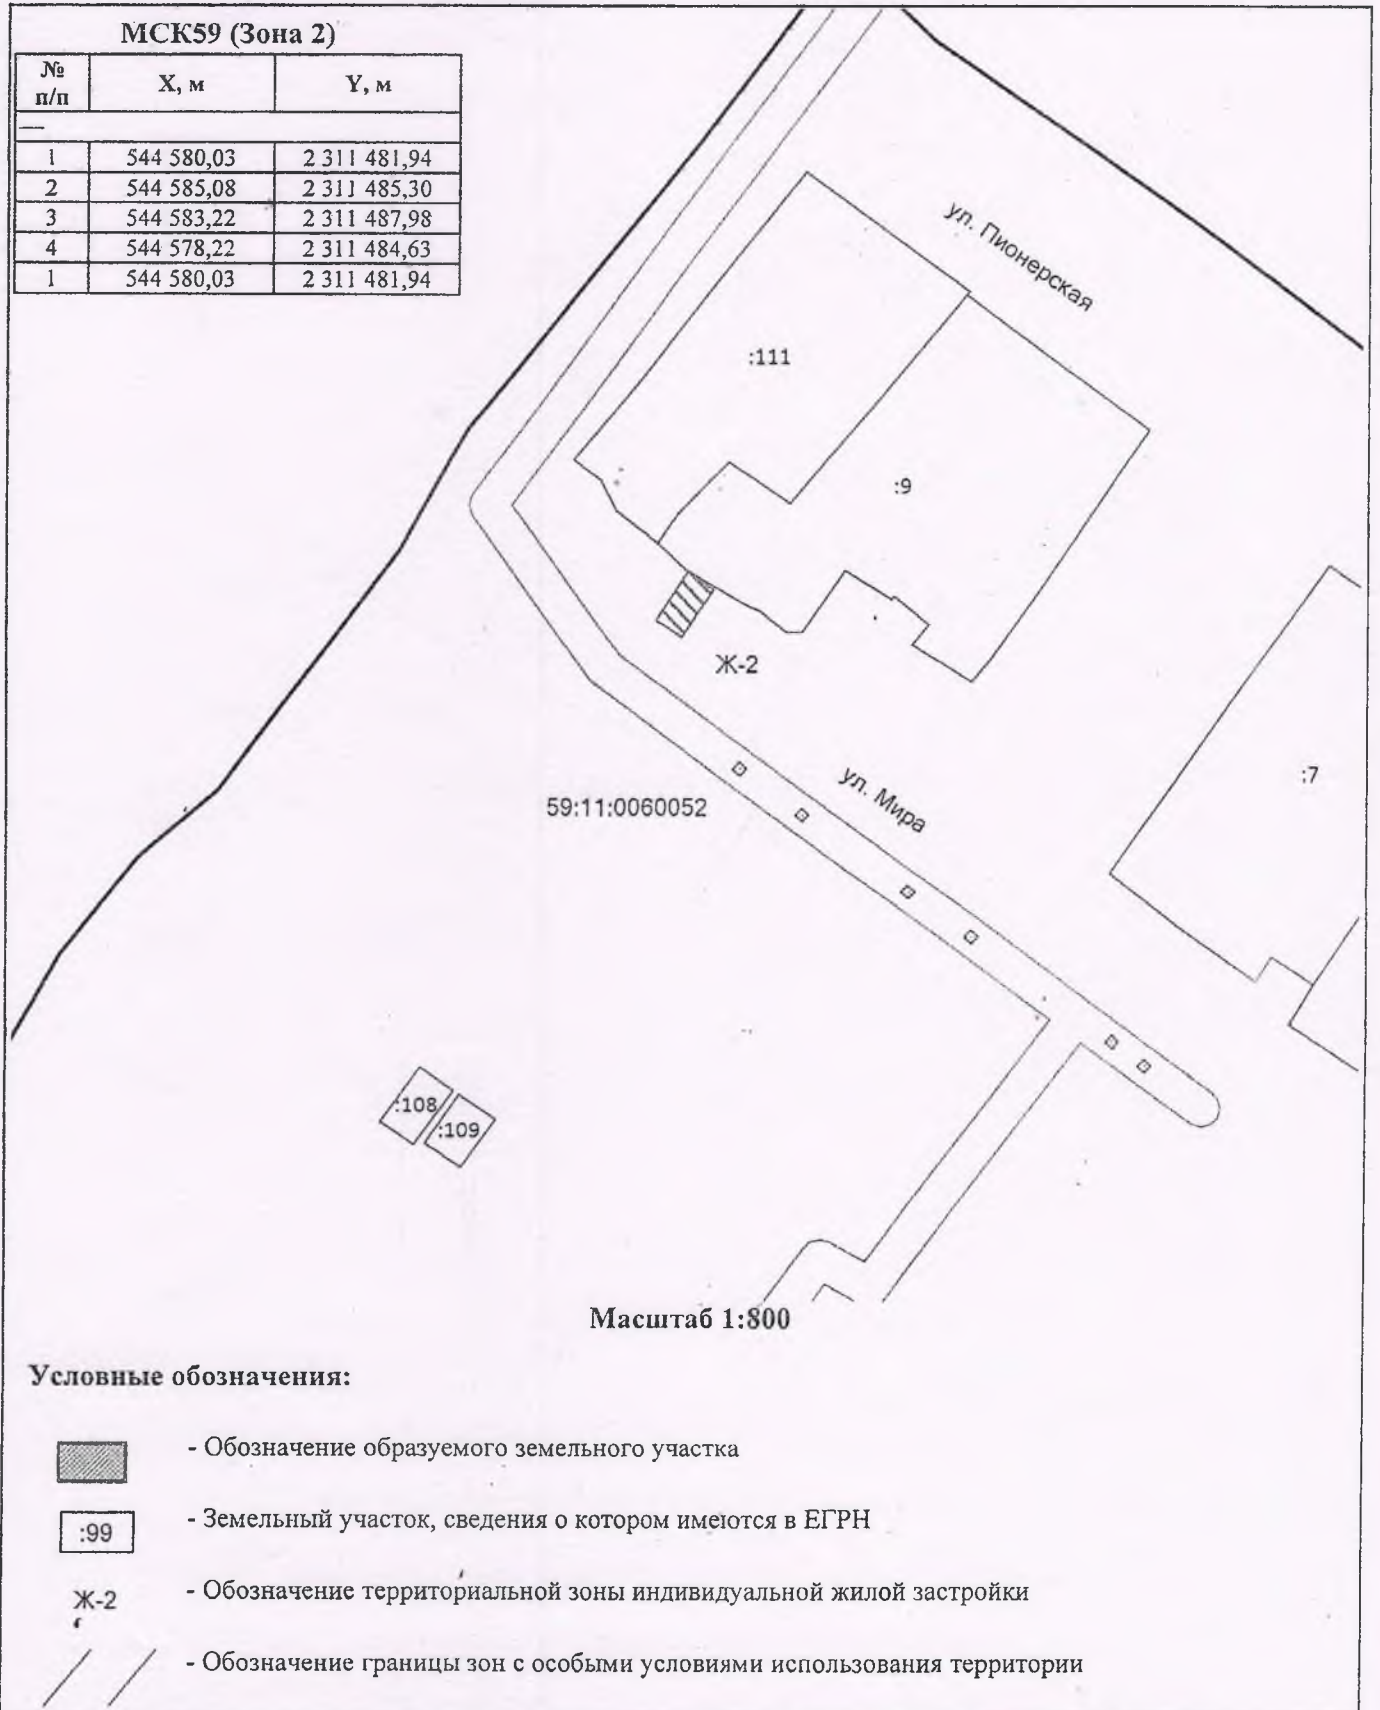 МСК59 (Зона 2)
№ п/п X, м Y, м
—
1 544 580,03 2 311 481,94
2 544 585,08 2 311 485,30
3 544 583,22 2 311 487,98
4 544 578,22 2 311 484,63
1 544 580,03 2 311 481,94
ул. Пионерская
:111
:9
Ж-2
:7
ул. Мира
59:11:0060052
:108
:109
Масштаб 1:800
Условные обозначения:
- Обозначение образуемого земельного участка
:99 - Земельный участок, сведения о котором имеются в ЕГРН
Ж-2 - Обозначение территориальной зоны индивидуальной жилой застройки
- Обозначение границы зон с особыми условиями использования территории